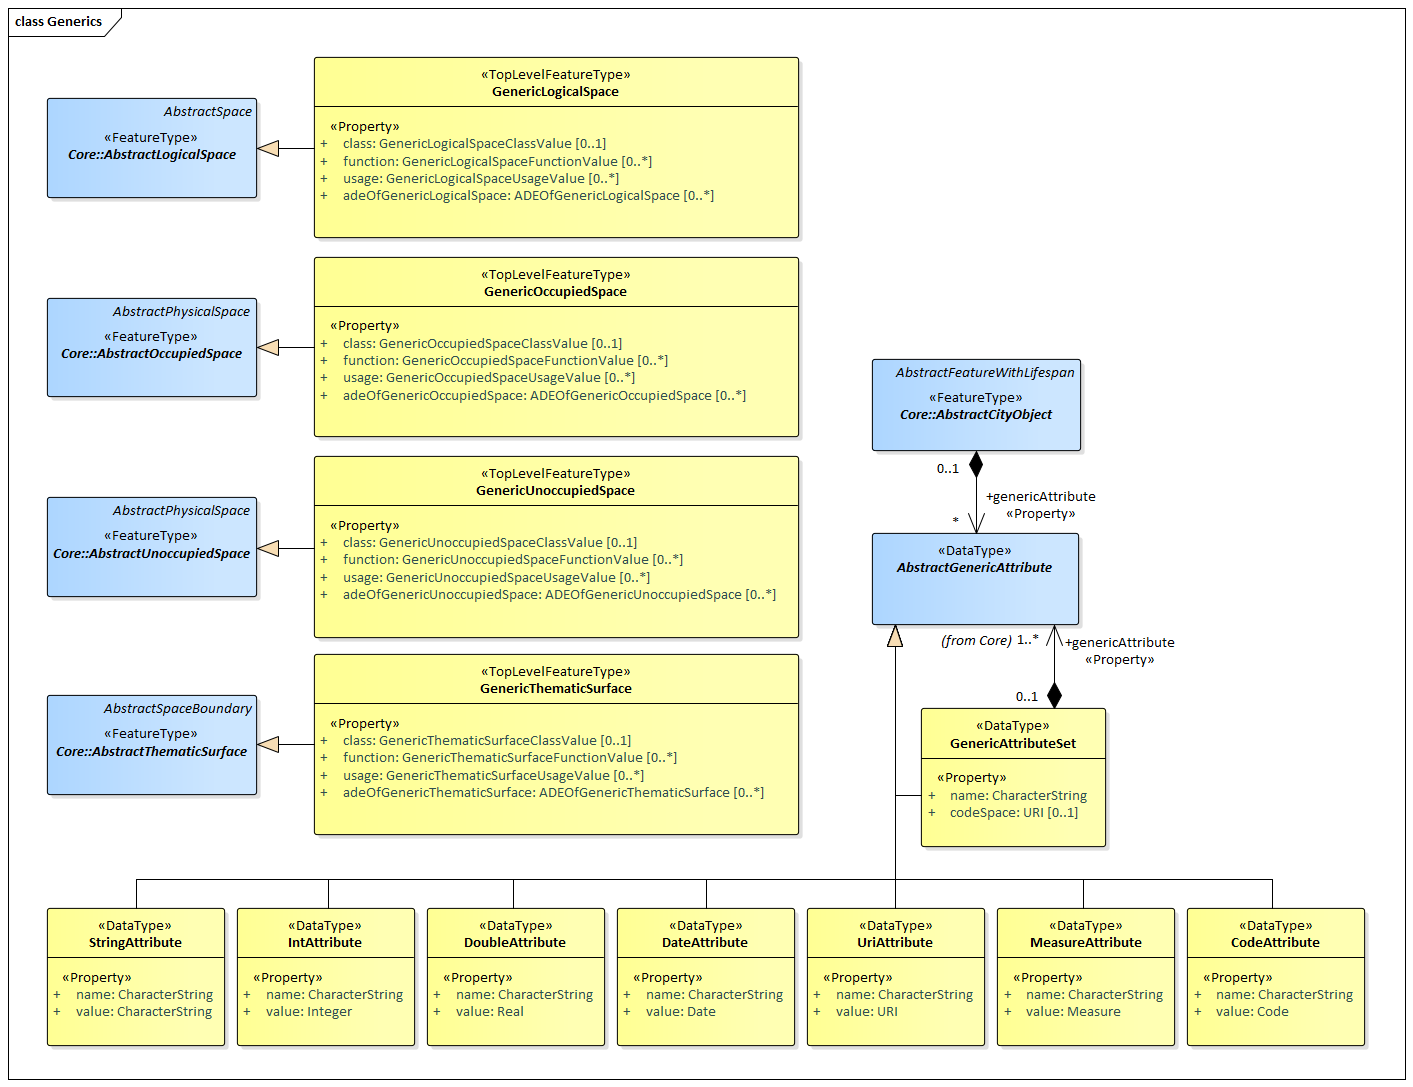 class Generics
«TopLevelFeatureType»
GenericLogicalSpace
«Property»
+ class: GenericLogicalSpaceClassValue [0..1]
+ function: GenericLogicalSpaceFunctionValue [0..*]
+ usage: GenericLogicalSpaceUsageValue [0..*]
+ adeOfGenericLogicalSpace: ADEOfGenericLogicalSpace [0..*]
AbstractSpace
«FeatureType»
Core::AbstractLogicalSpace
«TopLevelFeatureType»
GenericOccupiedSpace
«Property»
+ class: GenericOccupiedSpaceClassValue [0..1]
+ function: GenericOccupiedSpaceFunctionValue [0..*]
+ usage: GenericOccupiedSpaceUsageValue [0..*]
+ adeOfGenericOccupiedSpace: ADEOfGenericOccupiedSpace [0..*]
AbstractPhysicalSpace
«FeatureType»
Core::AbstractOccupiedSpace
AbstractFeatureWithLifespan
«FeatureType»
Core::AbstractCityObject
0..1
+genericAttribute
«Property»
*
«TopLevelFeatureType»
GenericUnoccupiedSpace
«Property»
+ class: GenericUnoccupiedSpaceClassValue [0..1]
+ function: GenericUnoccupiedSpaceFunctionValue [0..*]
+ usage: GenericUnoccupiedSpaceUsageValue [0..*]
+ adeOfGenericUnoccupiedSpace: ADEOfGenericUnoccupiedSpace [0..*]
AbstractPhysicalSpace
«FeatureType»
Core::AbstractUnoccupiedSpace
«DataType»
AbstractGenericAttribute
(from Core)
1..*
+genericAttribute
«Property»
0..1
«TopLevelFeatureType»
GenericThematicSurface
«Property»
+ class: GenericThematicSurfaceClassValue [0..1]
+ function: GenericThematicSurfaceFunctionValue [0..*]
+ usage: GenericThematicSurfaceUsageValue [0..*]
+ adeOfGenericThematicSurface: ADEOfGenericThematicSurface [0..*]
AbstractSpaceBoundary
«FeatureType»
Core::AbstractThematicSurface
«DataType»
GenericAttributeSet
«Property»
+ name: CharacterString
+ codeSpace: URI [0..1]
«DataType»
StringAttribute
«Property»
+ name: CharacterString
+ value: CharacterString
«DataType»
IntAttribute
«Property»
+ name: CharacterString
+ value: Integer
«DataType»
DoubleAttribute
«Property»
+ name: CharacterString
+ value: Real
«DataType»
DateAttribute
«Property»
+ name: CharacterString
+ value: Date
«DataType»
UriAttribute
«Property»
+ name: CharacterString
+ value: URI
«DataType»
MeasureAttribute
«Property»
+ name: CharacterString
+ value: Measure
«DataType»
CodeAttribute
«Property»
+ name: CharacterString
+ value: Code